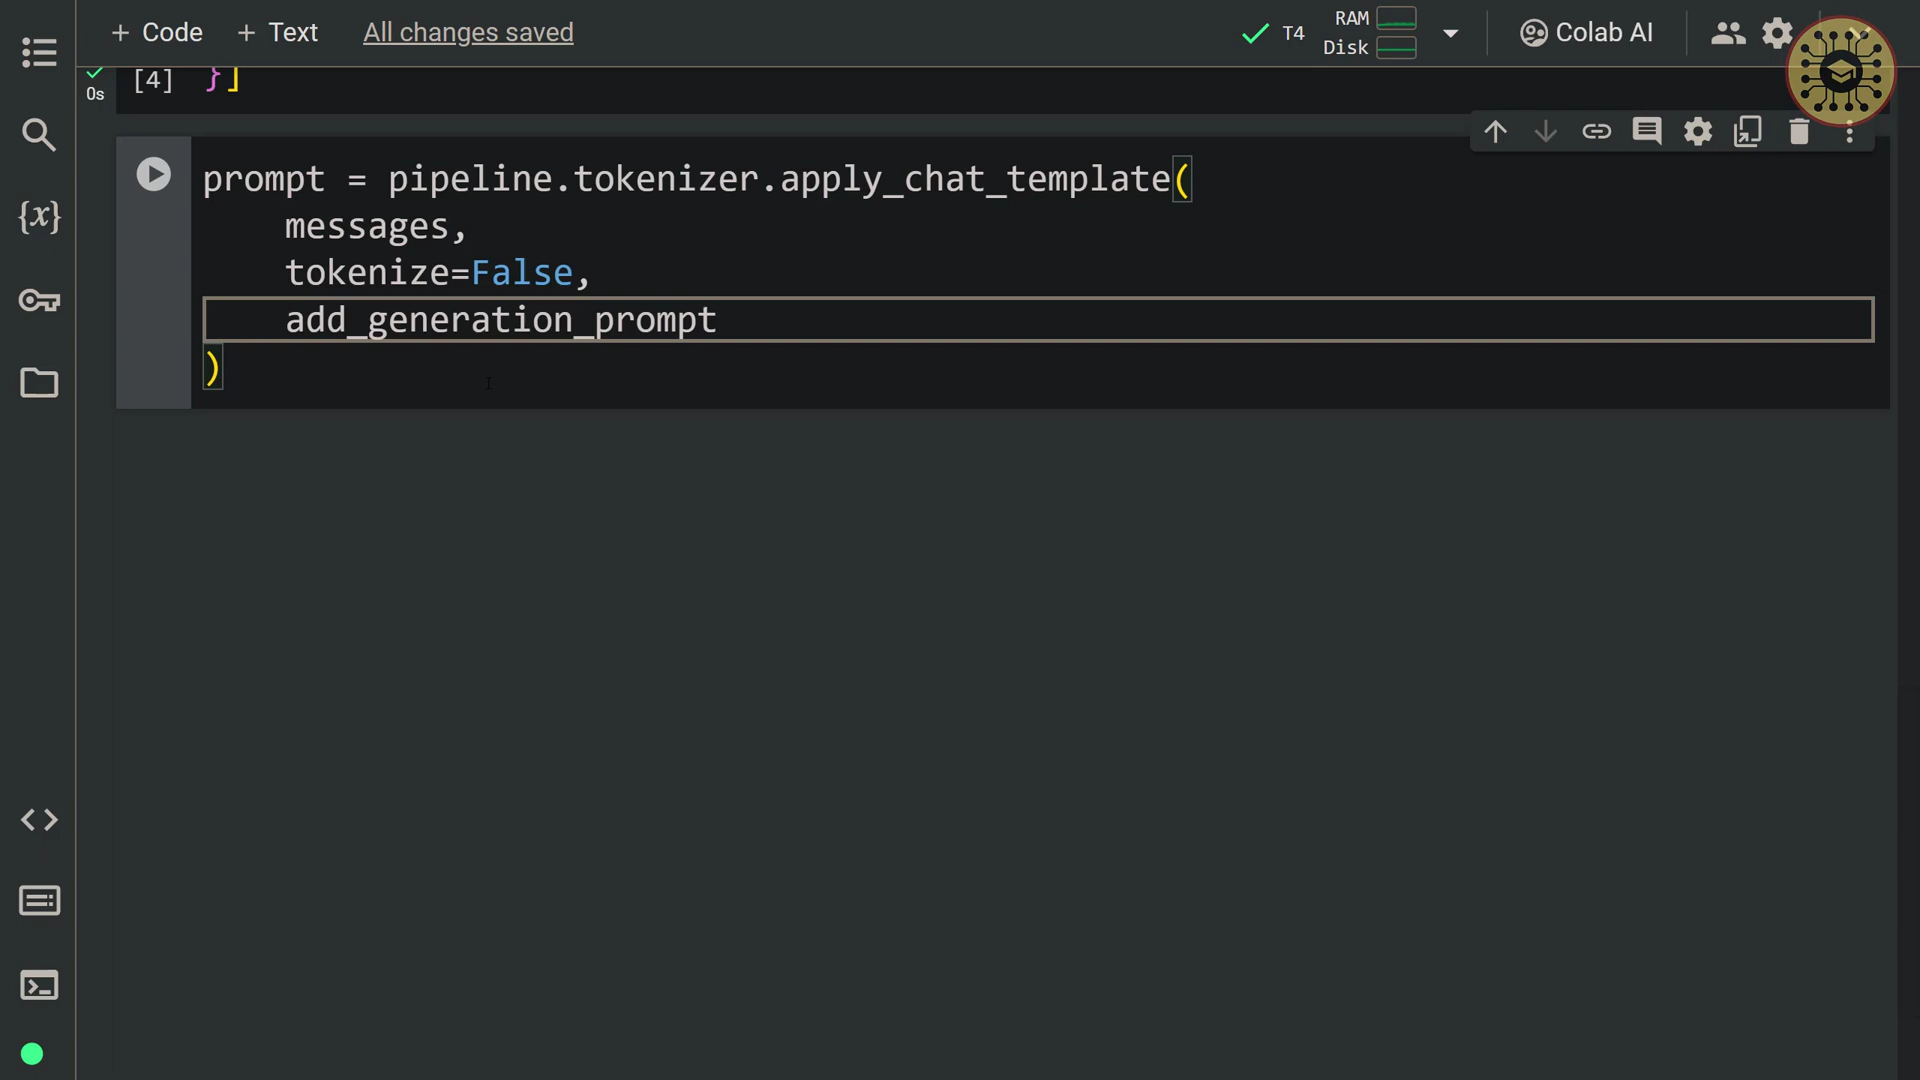 + Code + Text All changes saved T4 RAM Disk Colab AI
[4] }]
0s
prompt = pipeline.tokenizer.apply_chat_template(
    messages,
    tokenize=False,
    add_generation_prompt
)
{x}